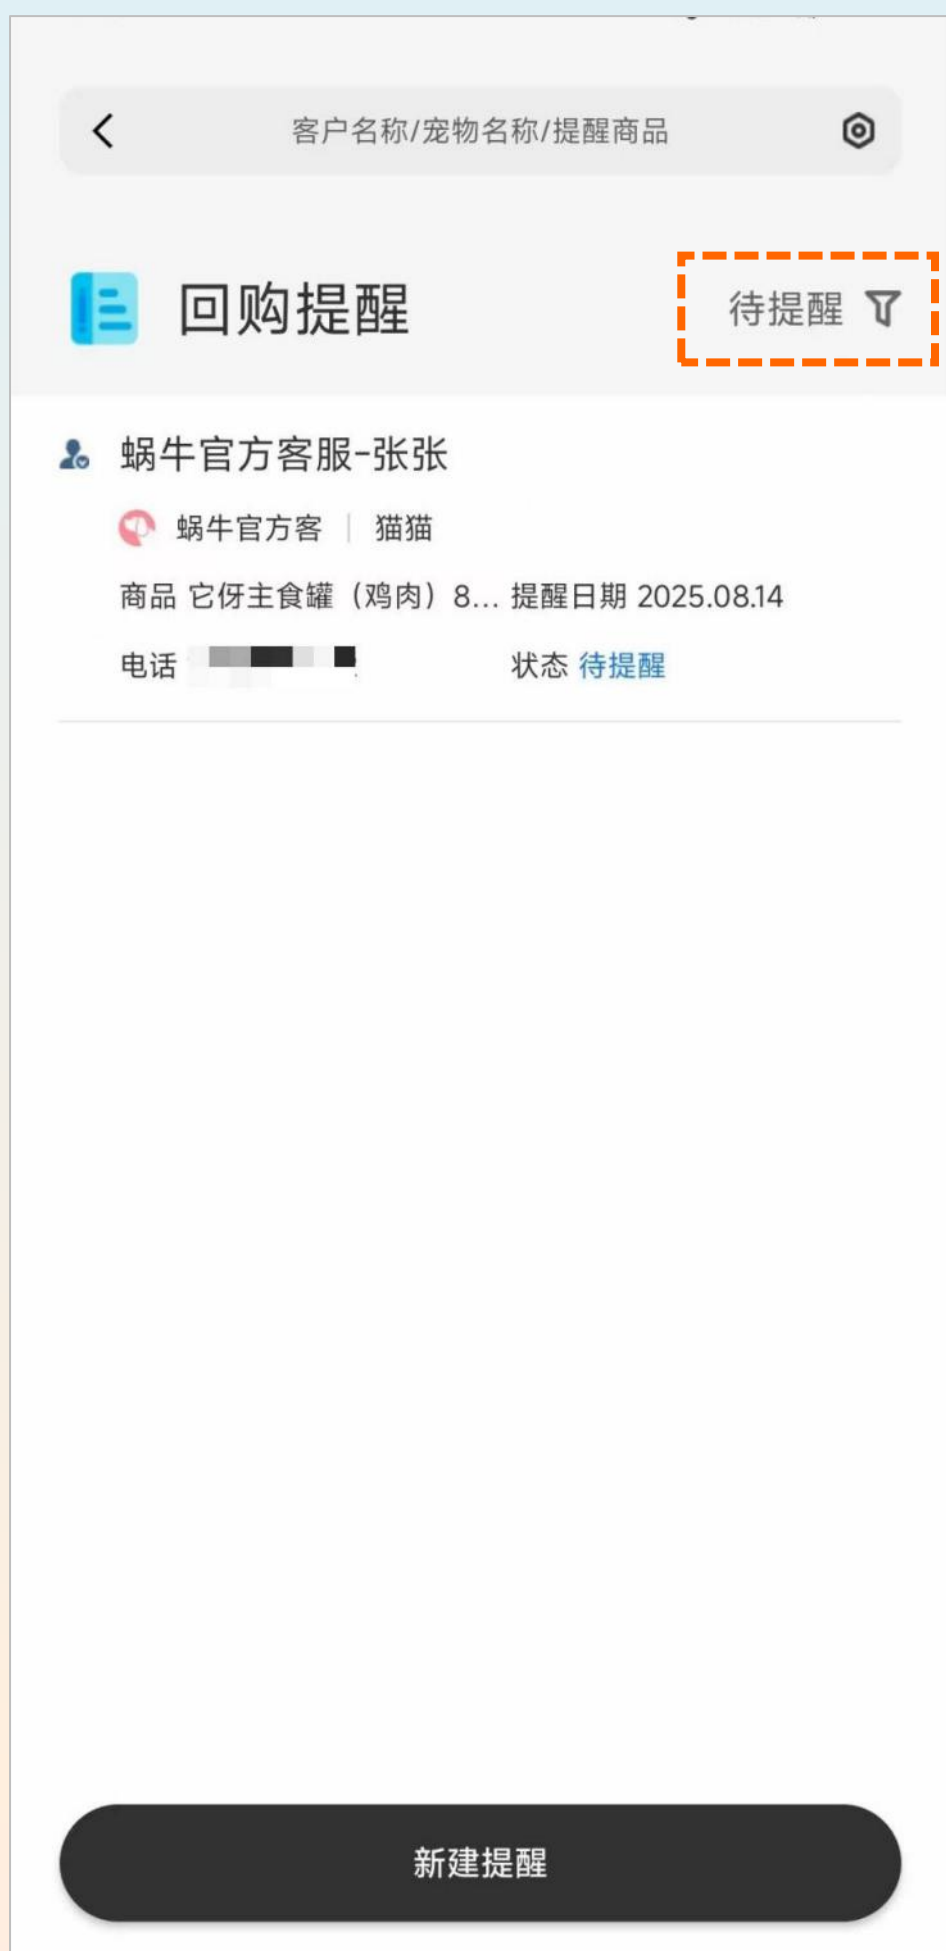 客户名称/宠物名称/提醒商品
回购提醒
待提醒
蜗牛官方客服-张张
蜗牛官方客 | 猫猫
商品 它伢主食罐（鸡肉）8... 提醒日期 2025.08.14
电话 状态 待提醒
新建提醒